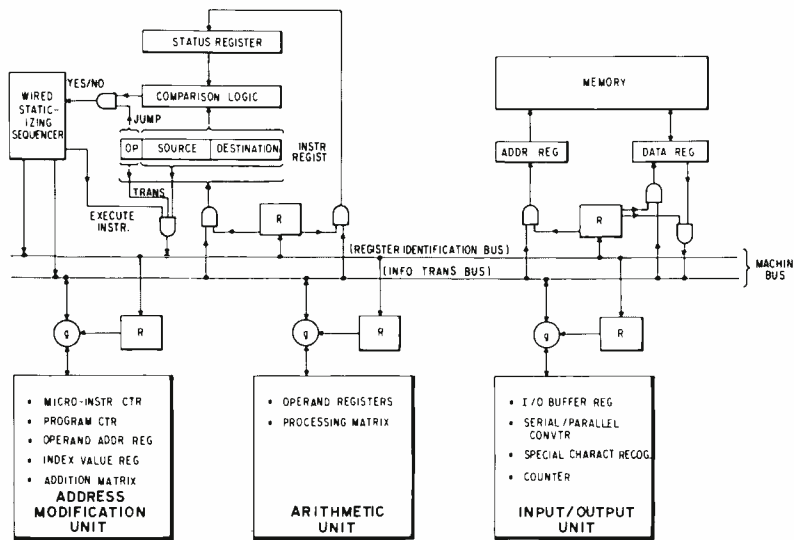 STATUS REGISTER
YES/NO
WIRED
STATIC-
IZING
SEQUENCER
COMPARISON LOGIC
JUMP
OP
SOURCE
DESTINATION
INSTR
REGIST
TRANS
EXECUTE
INSTR.
R
MEMORY
ADDR REG
DATA REG
R
(REGISTER IDENTIFICATION BUS)
(INFO TRANS BUS)
MACHIN
BUS
g
R
g
R
g
R
• MICRO-INSTR CTR
• PROGRAM CTR
• OPERAND ADDR REG
• INDEX VALUE REG
• ADDITION MATRIX
ADDRESS
MODIFICATION
UNIT
• OPERAND REGISTERS
• PROCESSING MATRIX
ARITHMETIC
UNIT
• I/O BUFFER REG
• SERIAL/PARALLEL
CONVTR
• SPECIAL CHARACT RECOG.
• COUNTER
INPUT/OUTPUT
UNIT